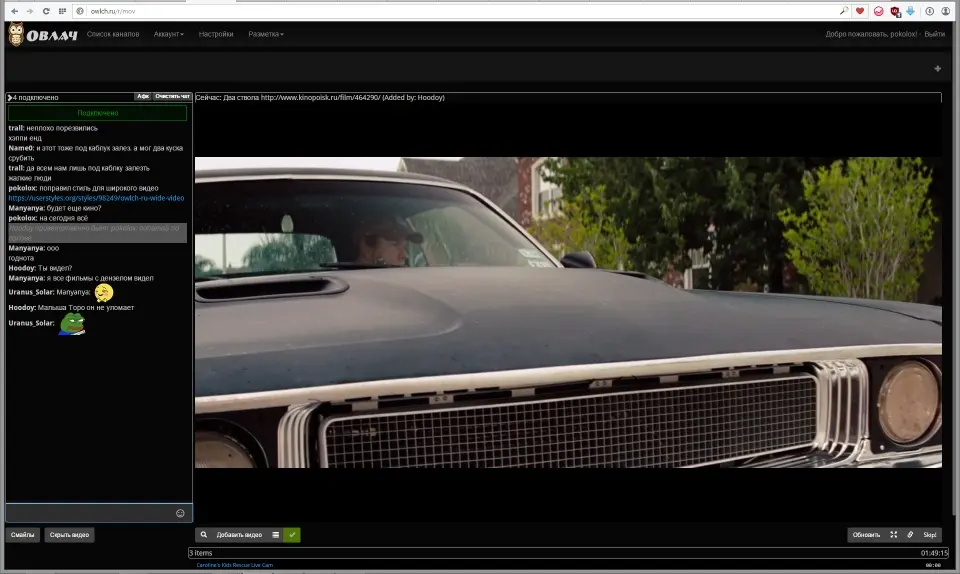 owlch.ru/r/mov
ОВЛАЧ
Список каналов
Аккаунт
Настройки
Разметка
Добро пожаловать, pokolox! · Выйти
4 подключено
Афк
Очистить чат
Сейчас: Два ствола http://www.kinopoisk.ru/film/464290/ (Added by: Hoodoy)
Подключено
trall: неплохо порезвились
хэппи енд
Name0: и этот тоже под каблук залез. а мог два куска
срубить
trall: да всем нам лишь под каблку залезть
жалкие люди
pokolox: поправил стиль для широкого видео
https://userstyles.org/styles/98249/owlch-ru-wide-video
Manyanya: будет еще кино?
pokolox: на сегодня всё
Hoodoy
Manyanya: ооо
годнота
Hoodoy: Ты видел?
Manyanya: я все фильмы с дензелом видел
Uranus_Solar: Manyanya:
Hoodoy: Малыша Торо он не уломает
Uranus_Solar:
Смайлы
Скрыть видео
Добавить видео
Обновить
Skip!
3 items
01:49:15
Caroline's Kids Rescue Live Cam
00:00